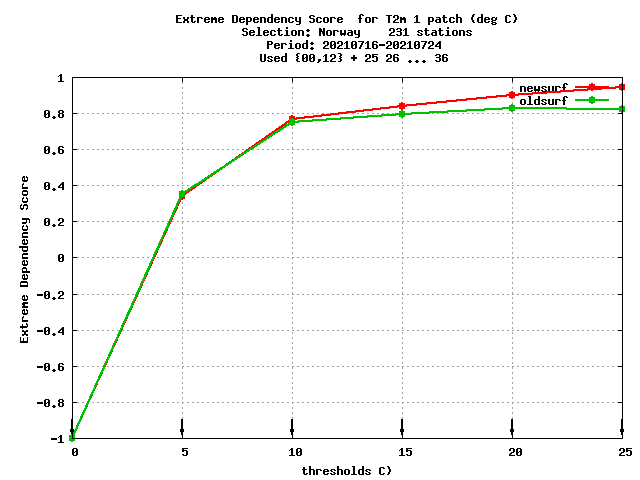 Extreme Dependency Score  for T2m 1 patch (deg C)
Selection: Norway    231 stations
Period: 20210716-20210724
Used {00,12} + 25 26 ... 36
newsurf
oldsurf
Extreme Dependency Score
1
0.8
0.6
0.4
0.2
0
-0.2
-0.4
-0.6
-0.8
-1
0 5 10 15 20 25
thresholds C)